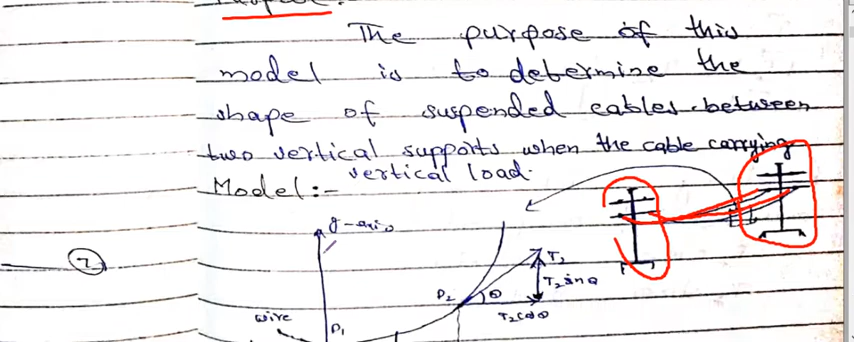 The purpose of this
model is to determine the
shape of suspended cables between
two vertical supports when the cable carrying
vertical load.
Model:-
y-axis
7
T2
T2 sin θ
P2
θ
T2 cos θ
wire
P1